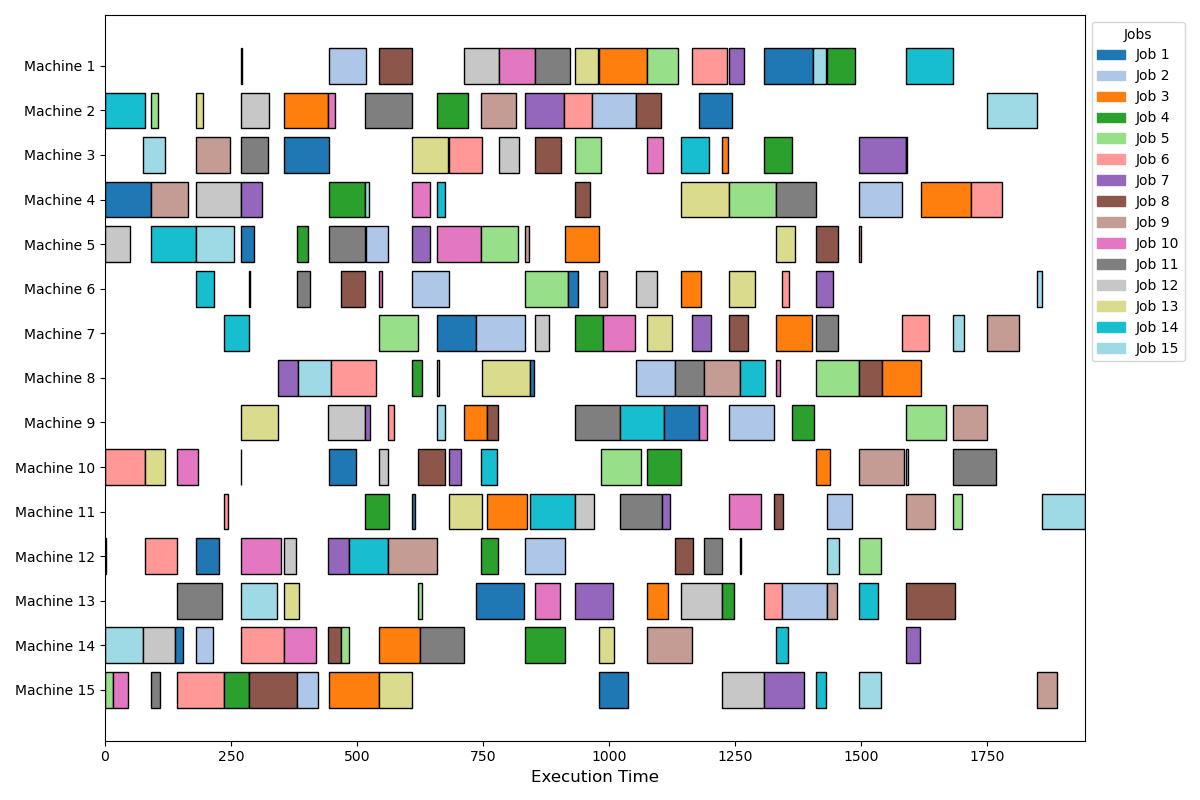 Machine 1
Machine 2
Machine 3
Machine 4
Machine 5
Machine 6
Machine 7
Machine 8
Machine 9
Machine 10
Machine 11
Machine 12
Machine 13
Machine 14
Machine 15
0 250 500 750 1000 1250 1500 1750
Execution Time
Jobs
Job 1
Job 2
Job 3
Job 4
Job 5
Job 6
Job 7
Job 8
Job 9
Job 10
Job 11
Job 12
Job 13
Job 14
Job 15